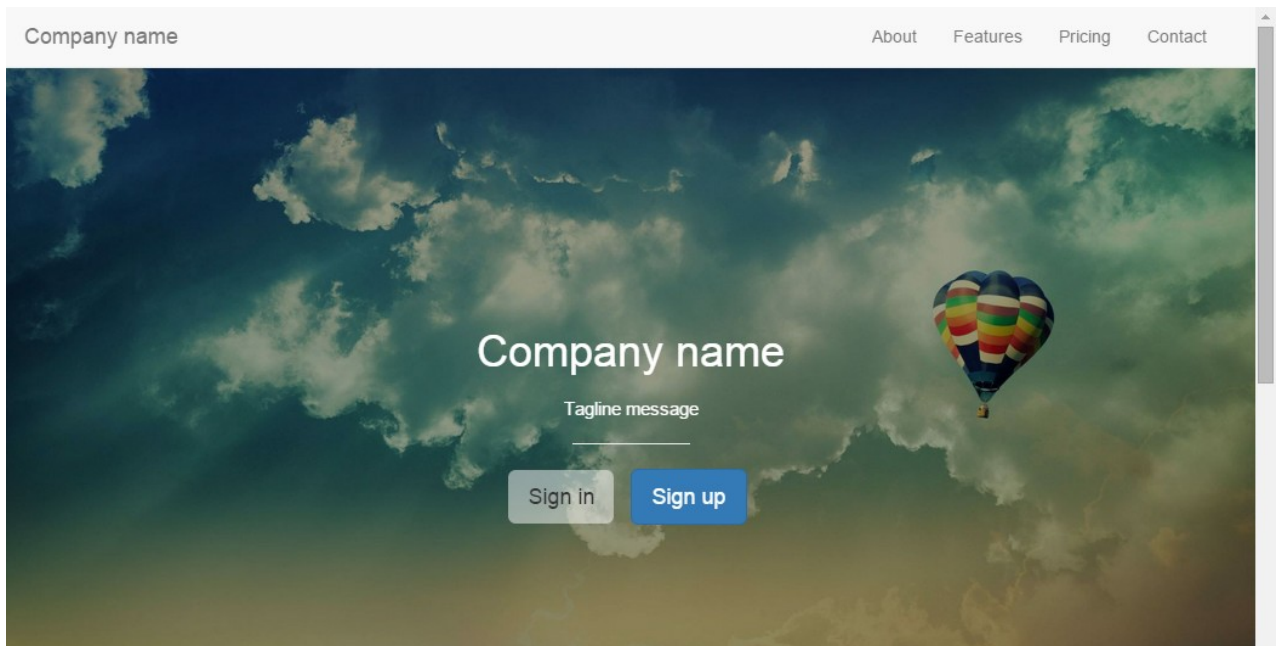 Company name About Features Pricing Contact
Company name
Tagline message
Sign in Sign up